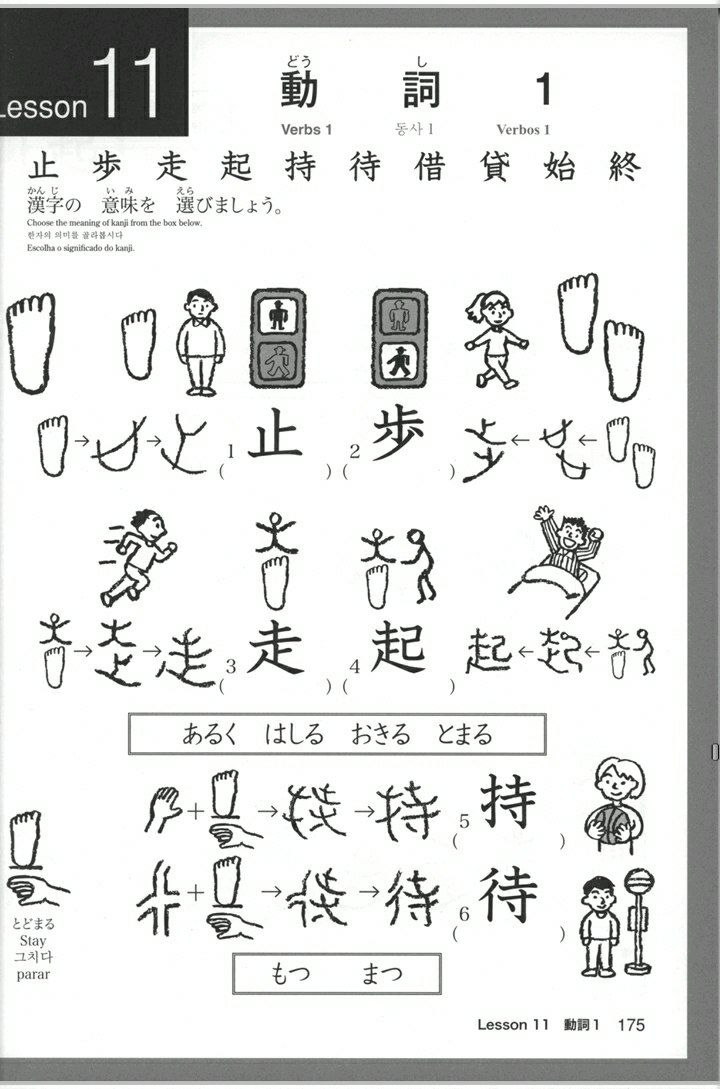 Lesson 11
どう し
動詞 1
Verbs 1 동사 1 Verbos 1
止 歩 走 起 持 待 借 貸 始 終
かんじ いみ えら
漢字の 意味を 選びましょう。
Choose the meaning of kanji from the box below.
한자의 의미를 골라봅시다
Escolha o significado do kanji.
1 止 2 歩
( ) ( )
3 走 4 起
( ) ( )
あるく はしる おきる とまる
+ 5 持
( )
+ 6 待
( )
とどまる
Stay
그치다
parar
もつ まつ
Lesson 11 動詞 1 175